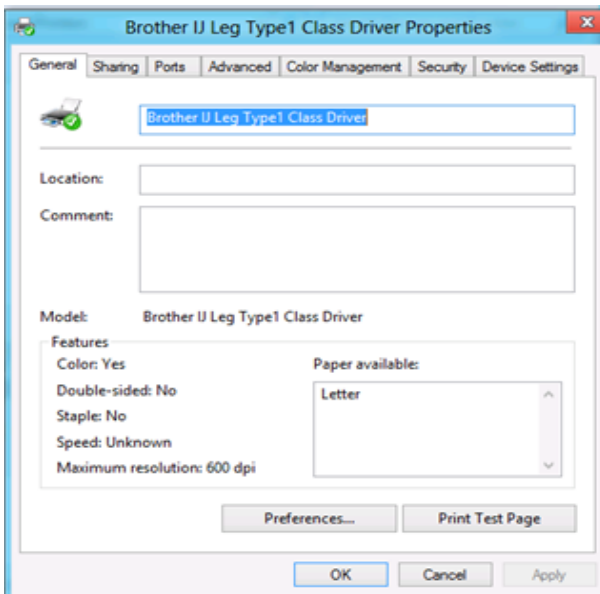 Brother IJ Leg Type1 Class Driver Properties
General Sharing Ports Advanced Color Management Security Device Settings
Brother IJ Leg Type1 Class Driver
Location:
Comment:
Model: Brother IJ Leg Type1 Class Driver
Features
Color: Yes Paper available:
Double-sided: No Letter
Staple: No
Speed: Unknown
Maximum resolution: 600 dpi
Preferences... Print Test Page
OK Cancel Apply